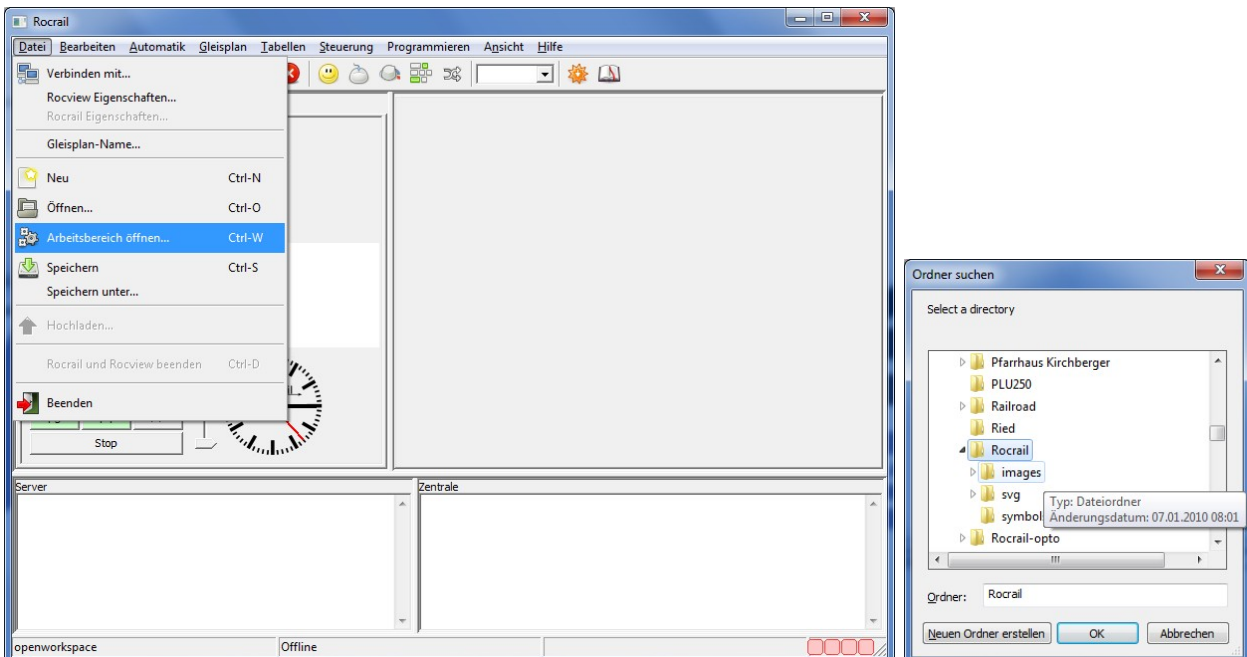 Rocrail
Datei Bearbeiten Automatik Gleisplan Tabellen Steuerung Programmieren Ansicht Hilfe
Verbinden mit...
Rocview Eigenschaften...
Rocrail Eigenschaften...
Gleisplan-Name...
Neu Ctrl-N
Öffnen... Ctrl-O
Arbeitsbereich öffnen... Ctrl-W
Speichern Ctrl-S
Speichern unter...
Hochladen...
Rocrail und Rocview beenden Ctrl-D
Beenden
Stop
Server Zentrale
openworkspace Offline
Ordner suchen
Select a directory
Pfarrhaus Kirchberger
PLU250
Railroad
Ried
Rocrail
images
svg
symbol
Typ: Dateiordner
Änderungsdatum: 07.01.2010 08:01
Rocrail-opto
Ordner: Rocrail
Neuen Ordner erstellen OK Abbrechen